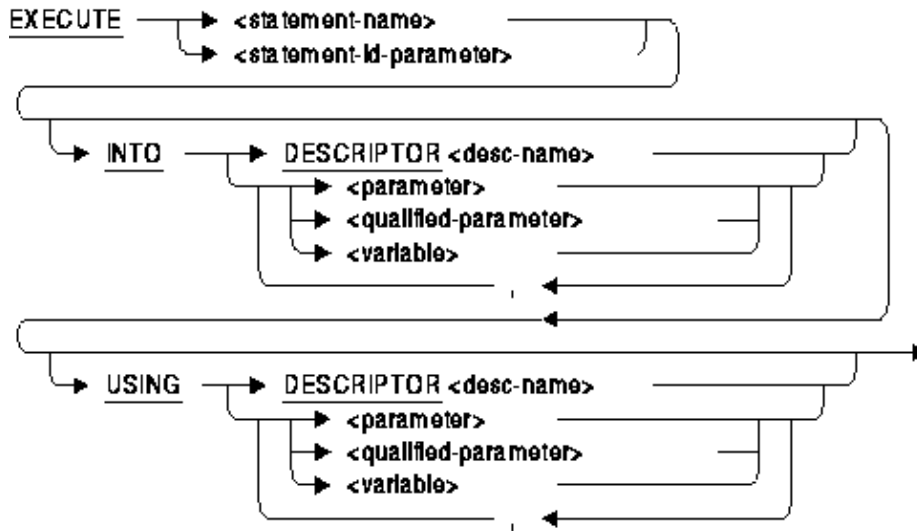 EXECUTE <statement-name>
<statement-id-parameter>
INTO DESCRIPTOR <desc-name>
<parameter>
<qualified-parameter>
<variable>
,
USING DESCRIPTOR <desc-name>
<parameter>
<qualified-parameter>
<variable>
,